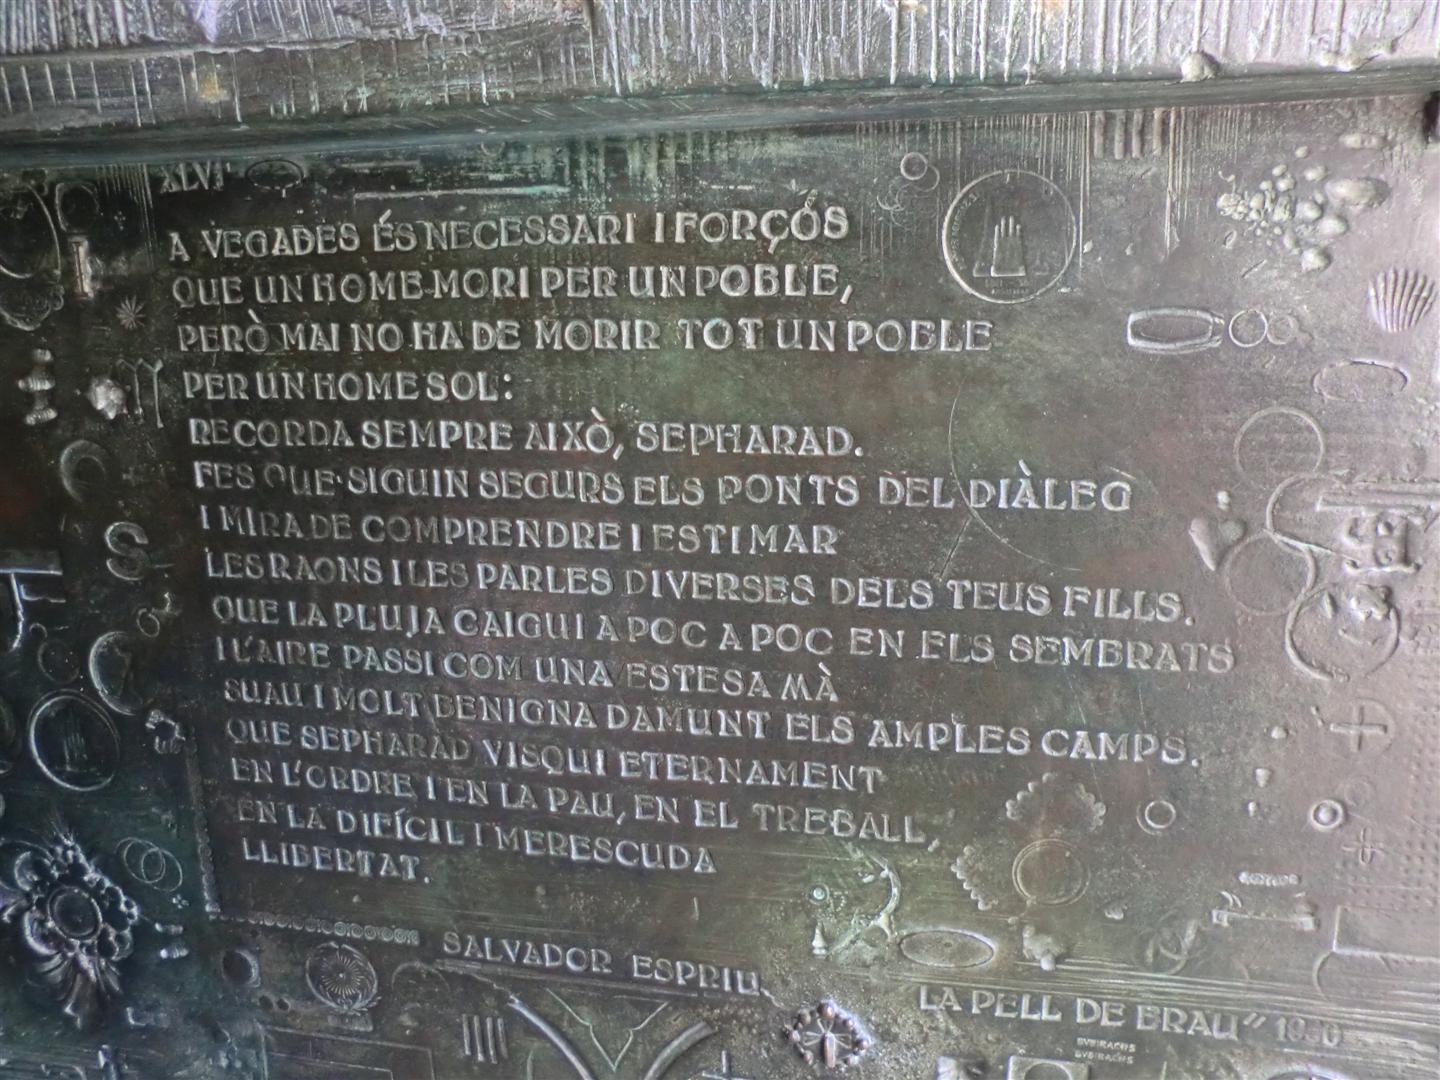 XLVI
A VEGADES ÉS NECESSARI I FORÇÓS
QUE UN HOME MORI PER UN POBLE,
PERÒ MAI NO HA DE MORIR TOT UN POBLE
PER UN HOME SOL:
RECORDA SEMPRE AIXÒ, SEPHARAD.
FES QUE SIGUIN SEGURS ELS PONTS DEL DIÀLEG
I MIRA DE COMPRENDRE I ESTIMAR
LES RAONS I LES PARLES DIVERSES DELS TEUS FILLS.
QUE LA PLUJA CAIGUI A POC A POC EN ELS SEMBRATS
I L'AIRE PASSI COM UNA ESTESA MÀ
SUAU I MOLT BENIGNA DAMUNT ELS AMPLES CAMPS.
QUE SEPHARAD VISQUI ETERNAMENT
EN L'ORDRE I EN LA PAU, EN EL TREBALL,
EN LA DIFÍCIL I MERESCUDA
LLIBERTAT.
SALVADOR ESPRIU
LA PELL DE BRAU"
SUBIRACHS
SUBIRACHS
S